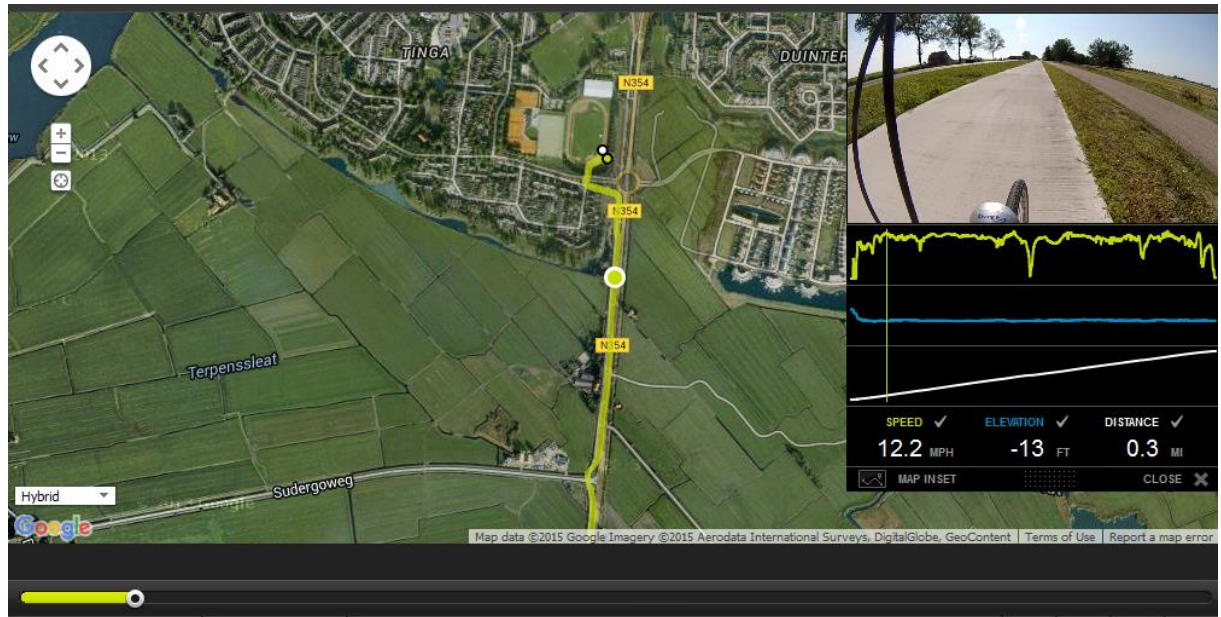 TINGA
DUINTER
N354
N354
N354
Terpenssleat
Sudergoweg
Hybrid
Google
Map data ©2015 Google Imagery ©2015 Aerodata International Surveys, DigitalGlobe, GeoContent
Terms of Use
Report a map error
SPEED
ELEVATION
DISTANCE
12.2 MPH
-13 FT
0.3 MI
MAP INSET
CLOSE